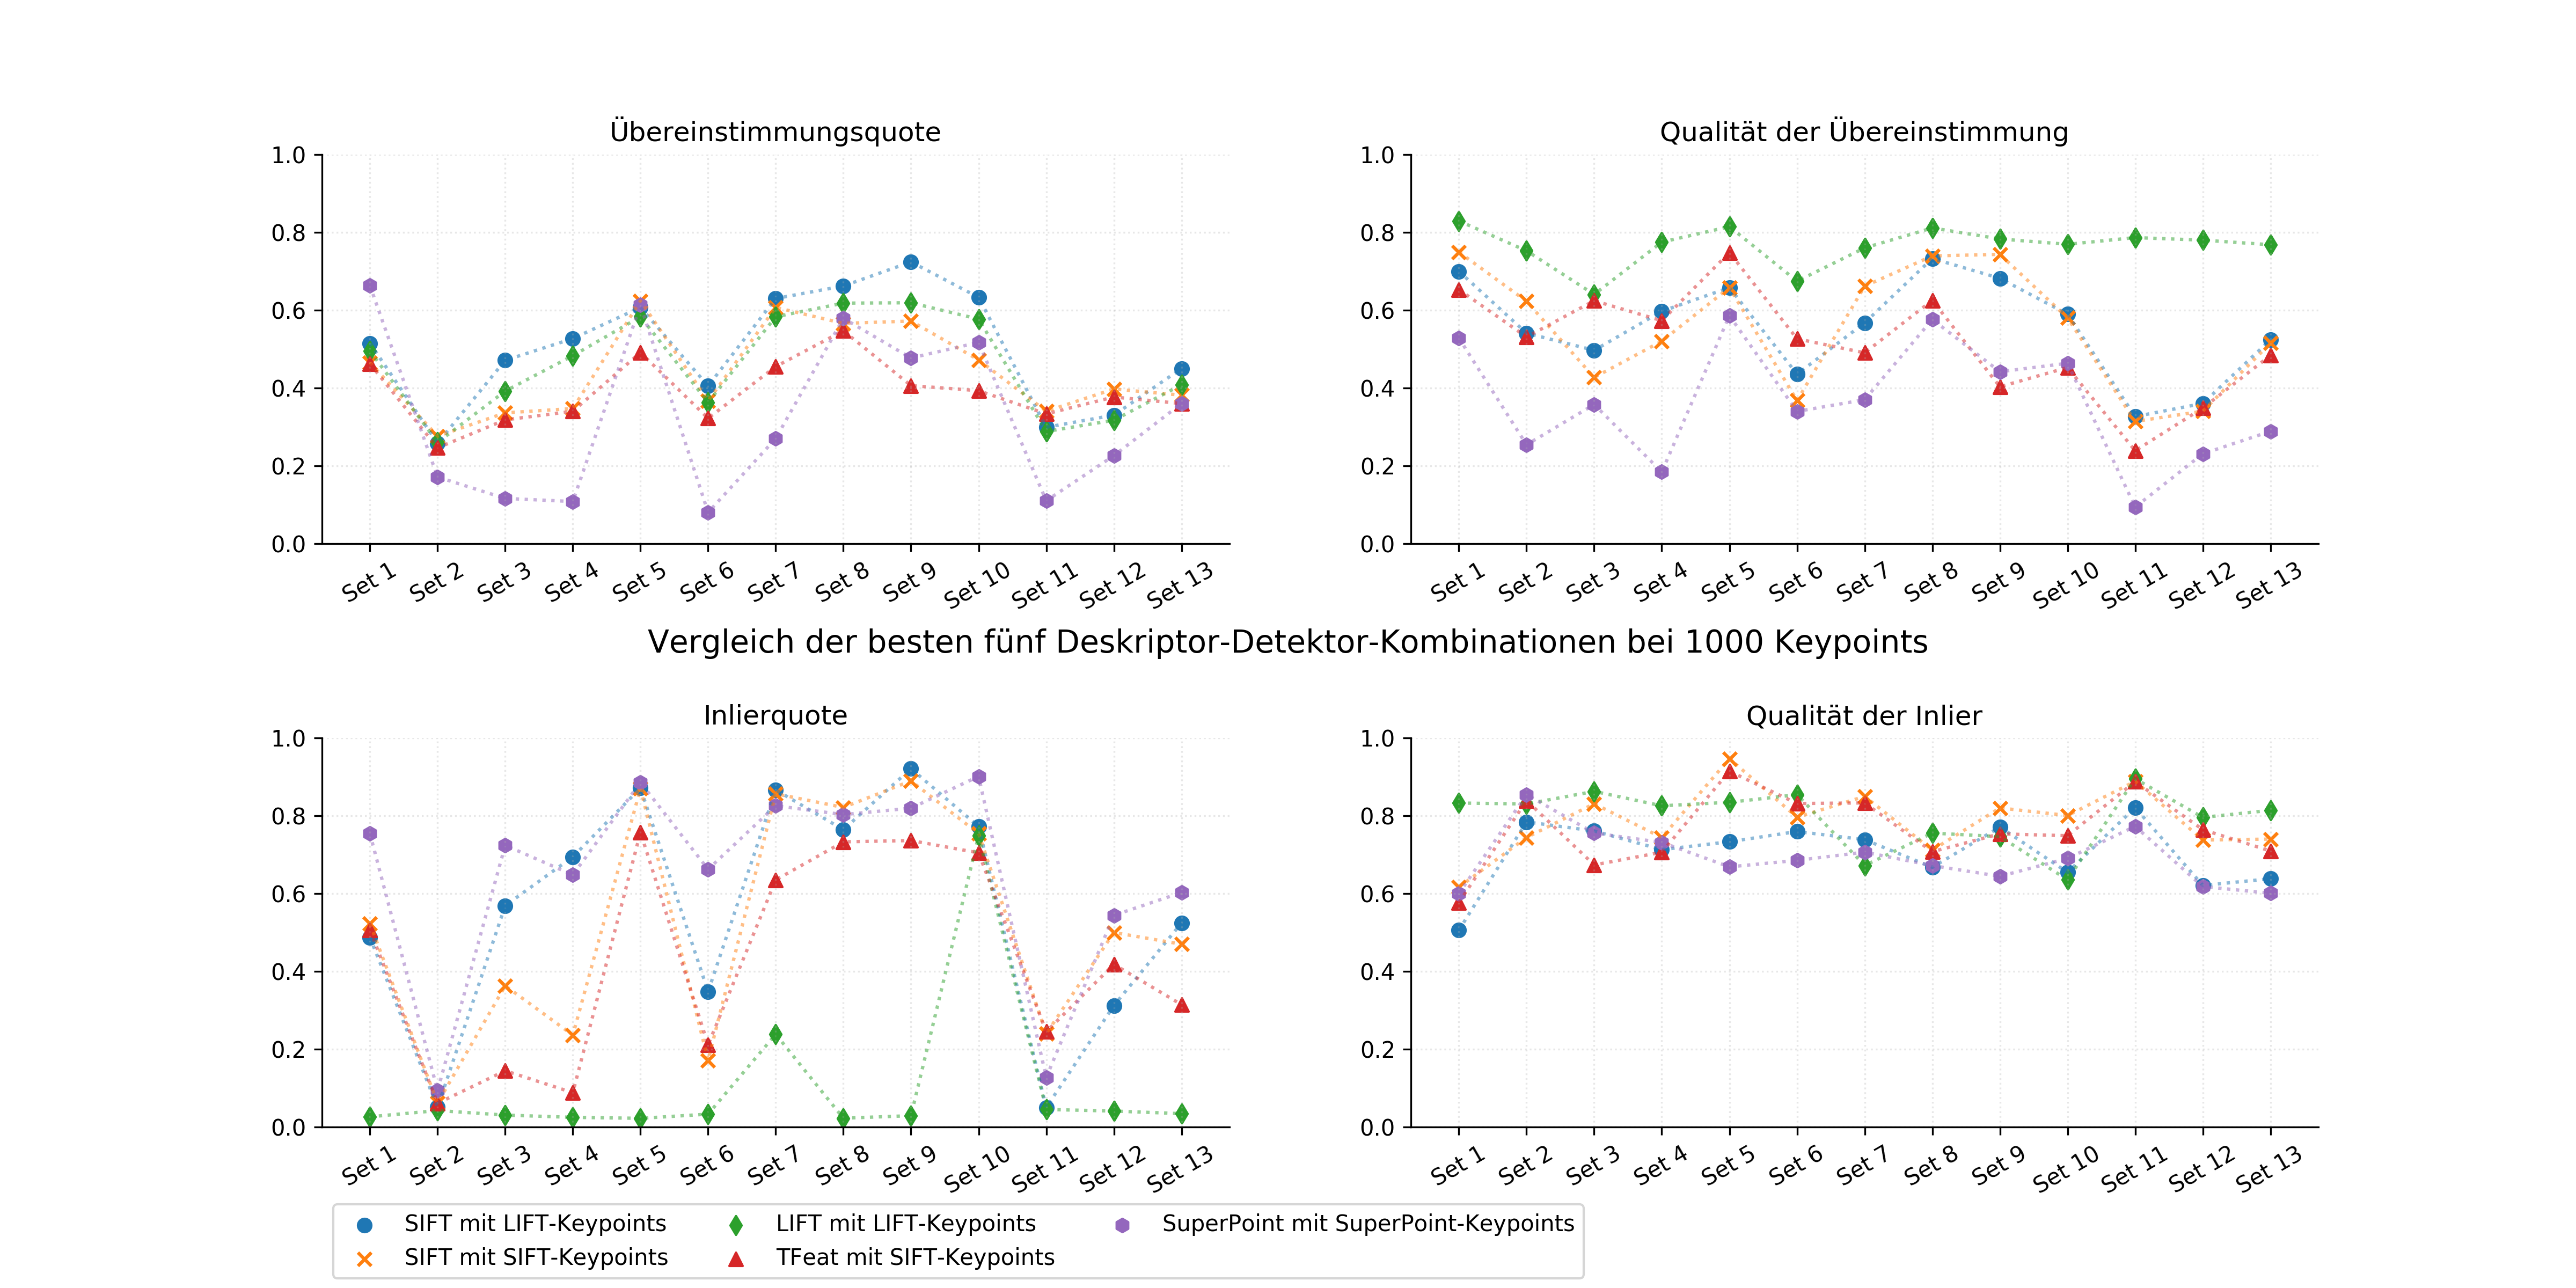 Übereinstimmungsquote
1.0
0.8
0.6
0.4
0.2
0.0
Set 1 Set 2 Set 3 Set 4 Set 5 Set 6 Set 7 Set 8 Set 9 Set 10 Set 11 Set 12 Set 13
Qualität der Übereinstimmung
1.0
0.8
0.6
0.4
0.2
0.0
Set 1 Set 2 Set 3 Set 4 Set 5 Set 6 Set 7 Set 8 Set 9 Set 10 Set 11 Set 12 Set 13
Vergleich der besten fünf Deskriptor-Detektor-Kombinationen bei 1000 Keypoints
Inlierquote
1.0
0.8
0.6
0.4
0.2
0.0
Set 1 Set 2 Set 3 Set 4 Set 5 Set 6 Set 7 Set 8 Set 9 Set 10 Set 11 Set 12 Set 13
Qualität der Inlier
1.0
0.8
0.6
0.4
0.2
0.0
Set 1 Set 2 Set 3 Set 4 Set 5 Set 6 Set 7 Set 8 Set 9 Set 10 Set 11 Set 12 Set 13
SIFT mit LIFT-Keypoints
SIFT mit SIFT-Keypoints
LIFT mit LIFT-Keypoints
TFeat mit SIFT-Keypoints
SuperPoint mit SuperPoint-Keypoints